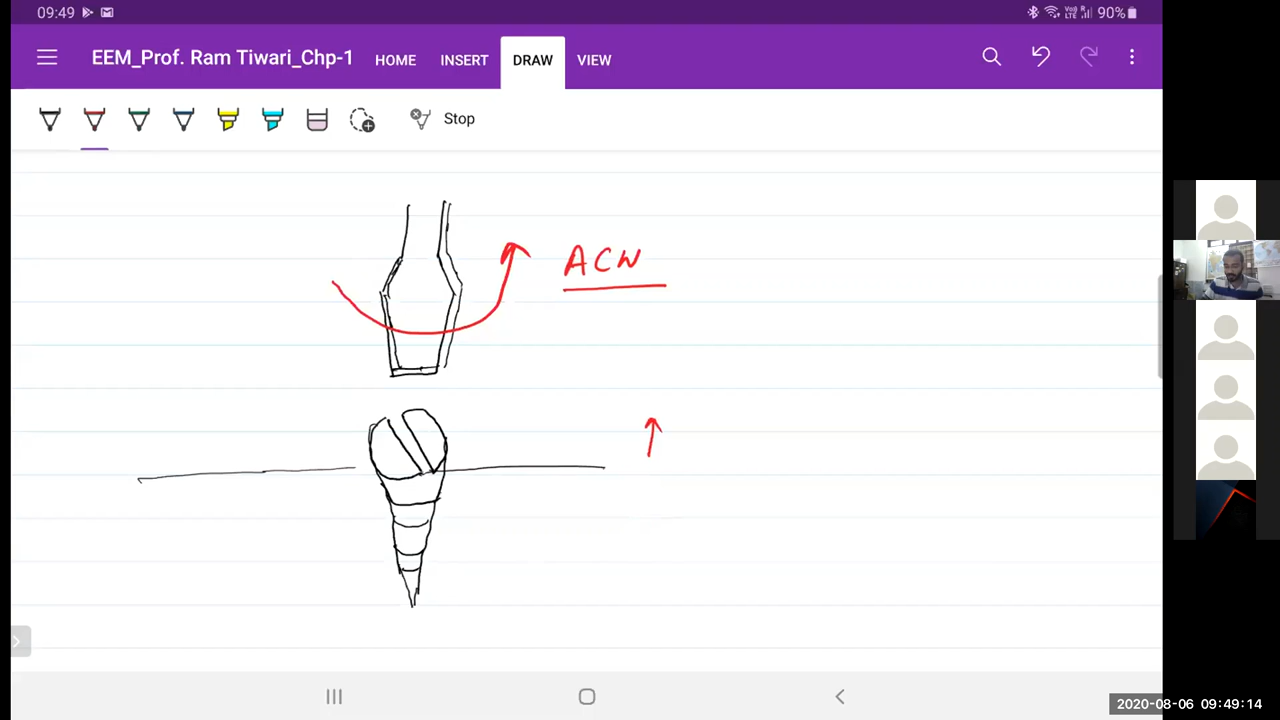 09:49
90%
EEM_Prof. Ram Tiwari_Chp-1
HOME INSERT DRAW VIEW
Stop
ACW
2020-08-06 09:49:14